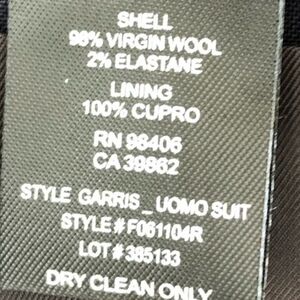 SHELL
98% VIRGIN WOOL
2% ELASTANE
LINING
100% CUPRO
RN 98406
CA 39862
STYLE GARRIS_UOMO SUIT
STYLE # F061104R
LOT # 385133
DRY CLEAN ONLY